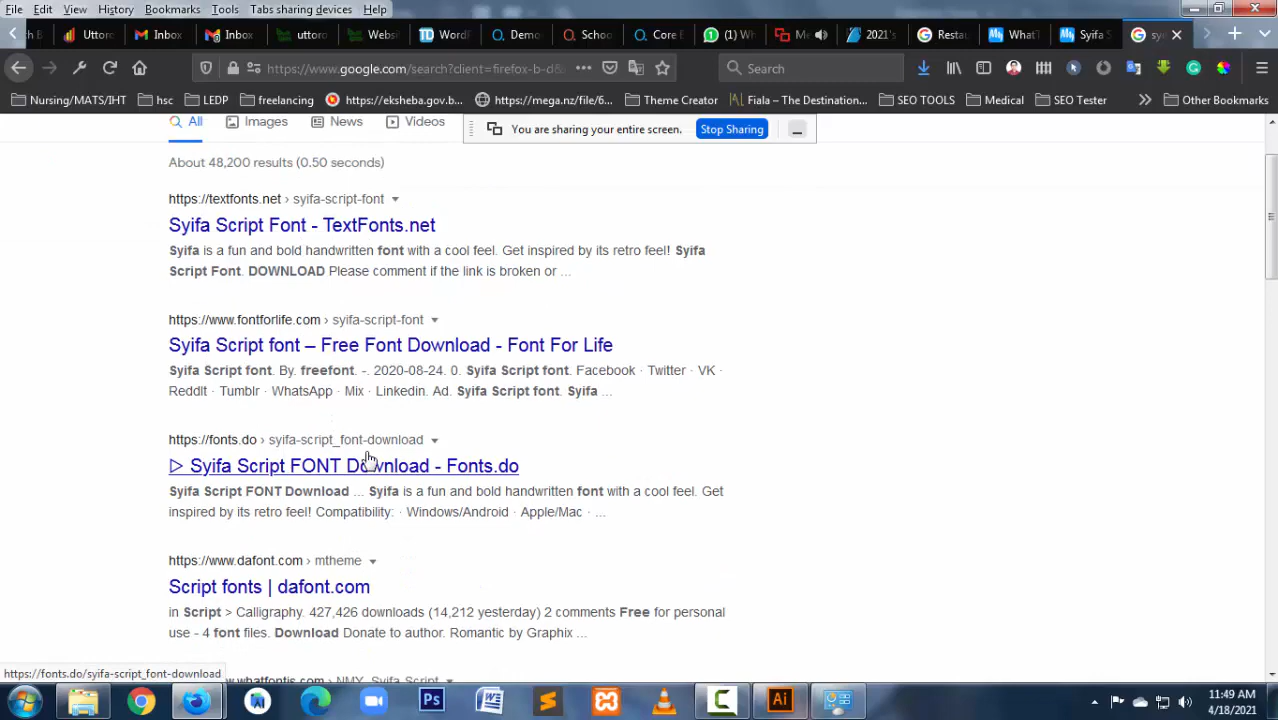 File Edit View History Bookmarks Tools Tabs sharing devices Help
Uttoro Inbox Inbox uttoro Websi WordF Demo Schoo Core E (1) W Me 2021's Restau WhatT Syifa S
https://www.google.com/search?client=firefox-b-d& Search
Nursing/MATS/IHT hsc LEDP freelancing https://eksheba.gov.b... https://mega.nz/file/6... Theme Creator Fiala – The Destination... SEO TOOLS Medical SEO Tester Other Bookmarks
All Images News Videos
You are sharing your entire screen. Stop Sharing
About 48,200 results (0.50 seconds)
https://textfonts.net › syifa-script-font
Syifa Script Font - TextFonts.net
Syifa is a fun and bold handwritten font with a cool feel. Get inspired by its retro feel! Syifa
Script Font. DOWNLOAD Please comment if the link is broken or ...
https://www.fontforlife.com › syifa-script-font
Syifa Script font – Free Font Download - Font For Life
Syifa Script font. By. freefont. -. 2020-08-24. 0. Syifa Script font. Facebook · Twitter · VK ·
ReddIt · Tumblr · WhatsApp · Mix · Linkedin. Ad. Syifa Script font. Syifa ...
https://fonts.do › syifa-script_font-download
▷ Syifa Script FONT Download - Fonts.do
Syifa Script FONT Download ... Syifa is a fun and bold handwritten font with a cool feel. Get
inspired by its retro feel! Compatibility: · Windows/Android · Apple/Mac · ...
https://www.dafont.com › mtheme
Script fonts | dafont.com
in Script > Calligraphy. 427,426 downloads (14,212 yesterday) 2 comments Free for personal
use - 4 font files. Download Donate to author. Romantic by Graphix ...
https://fonts.do/syifa-script_font-download
www.whatfontis.com › NMY_Syifa-Script
11:49 AM
4/18/2021